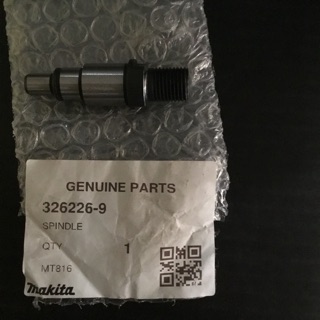 GENUINE PARTS
326226-9
SPINDLE
QTY 1
MT816
makita